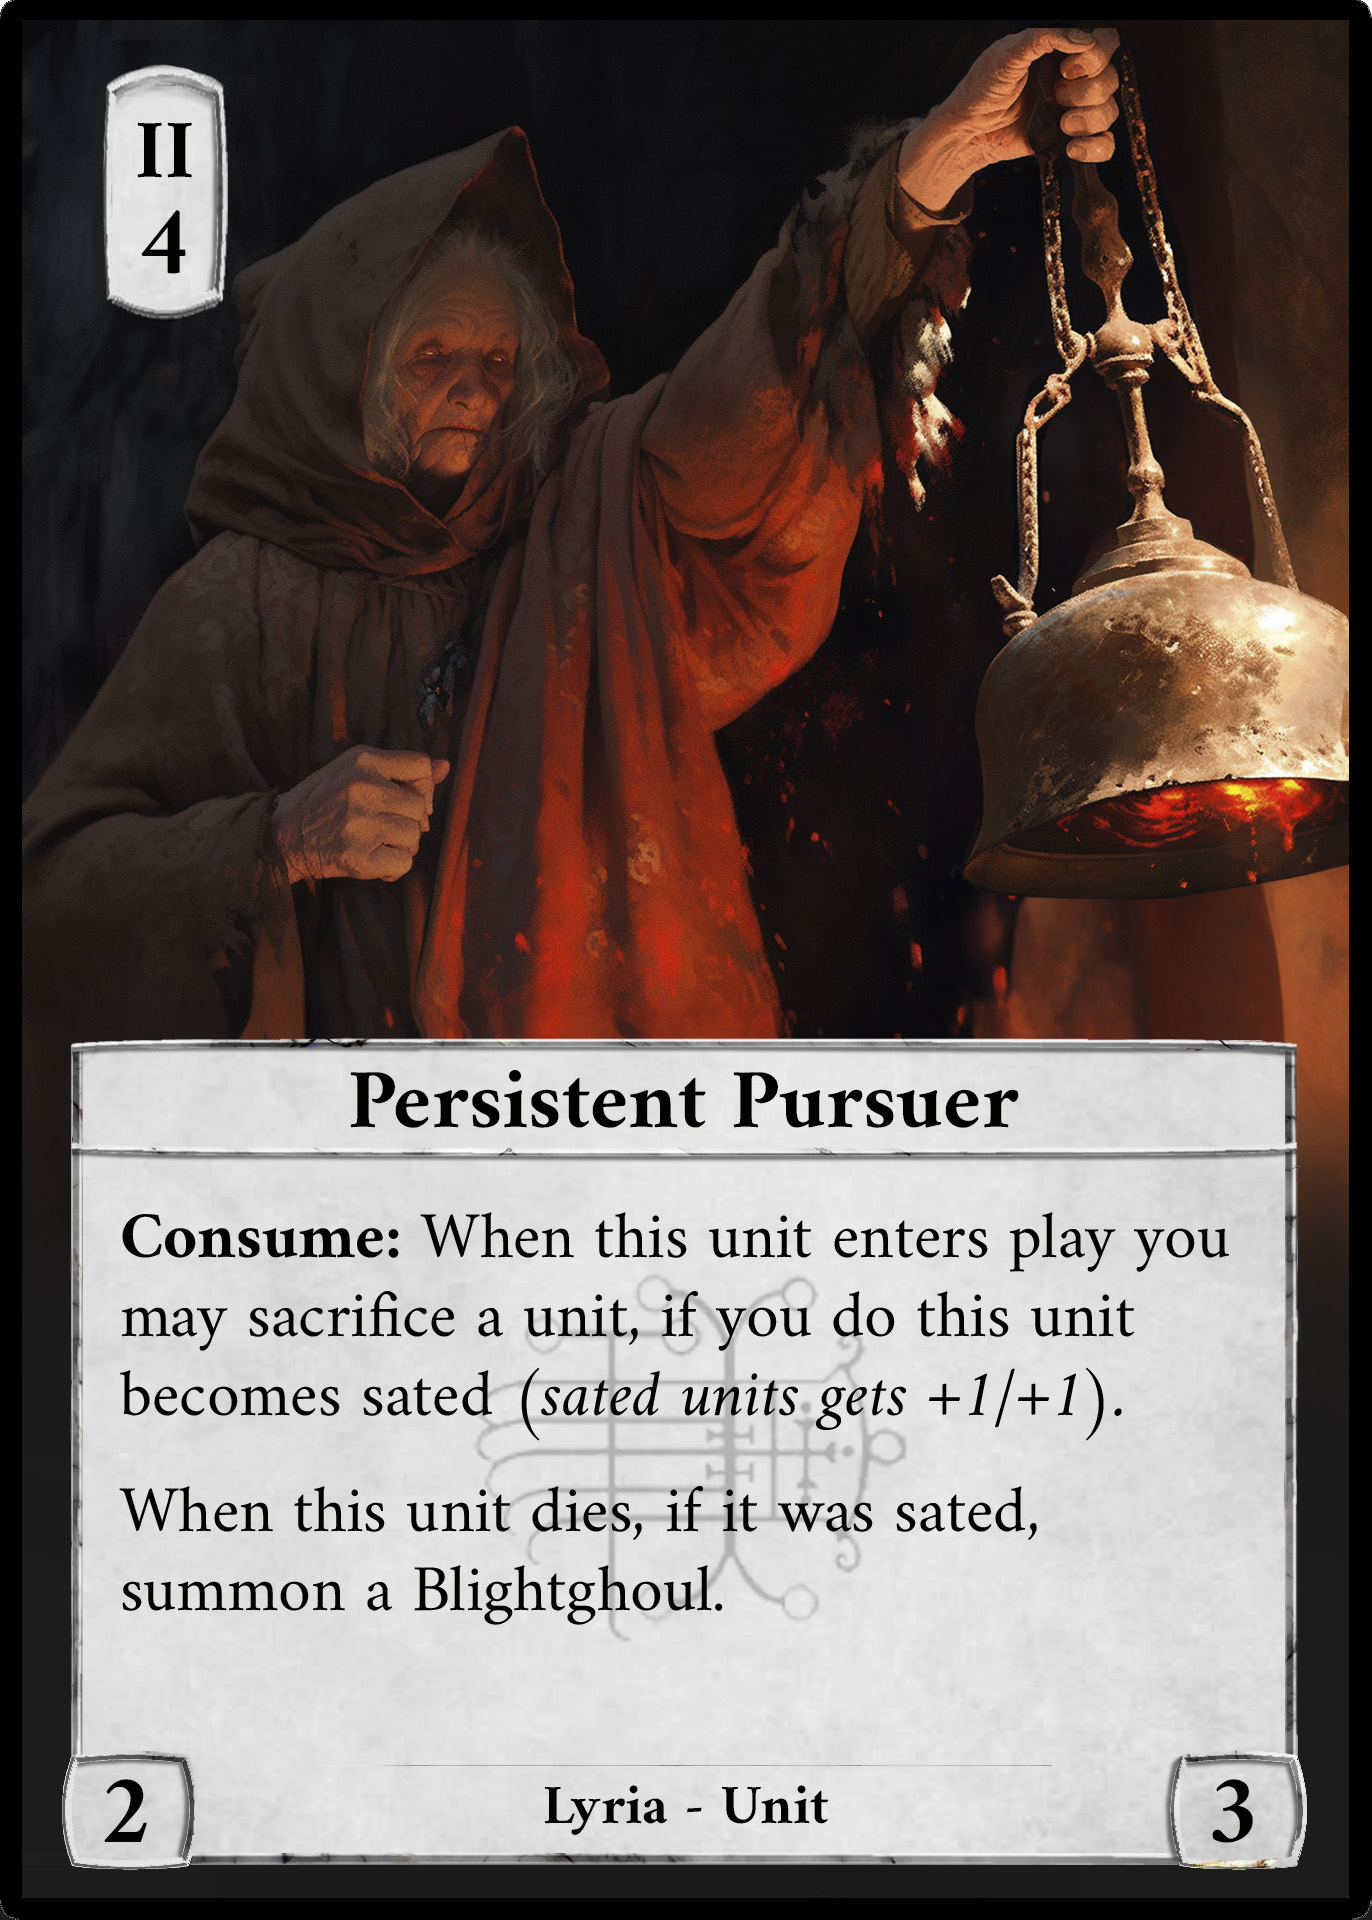 II
4
Persistent Pursuer
Consume: When this unit enters play you
may sacrifice a unit, if you do this unit
becomes sated (sated units gets +1/+1).
When this unit dies, if it was sated,
summon a Blightghoul.
2
Lyria - Unit
3